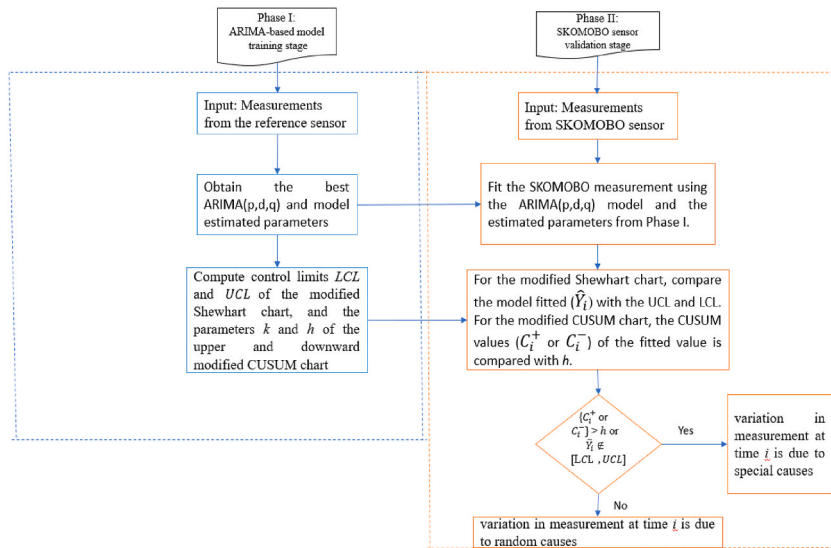 Phase I:
ARIMA-based model
training stage
Phase II:
SKOMOBO sensor
validation stage
Input: Measurements
from the reference sensor
Input: Measurements
from SKOMOBO sensor
Obtain the best
ARIMA(p,d,q) and model
estimated parameters
Fit the SKOMOBO measurement using
the ARIMA(p,d,q) model and the
estimated parameters from Phase I.
Compute control limits LCL
and UCL of the modified
Shewhart chart, and the
parameters k and h of the
upper and downward
modified CUSUM chart
For the modified Shewhart chart, compare
the model fitted (Ŷᵢ) with the UCL and LCL.
For the modified CUSUM chart, the CUSUM
values (Cᵢ⁺ or Cᵢ⁻) of the fitted value is
compared with h.
{Cᵢ⁺ or
Cᵢ⁻} > h or
Ŷᵢ ∉
[LCL , UCL]
Yes
variation in
measurement at
time i is due to
special causes
No
variation in measurement at time i is due
to random causes